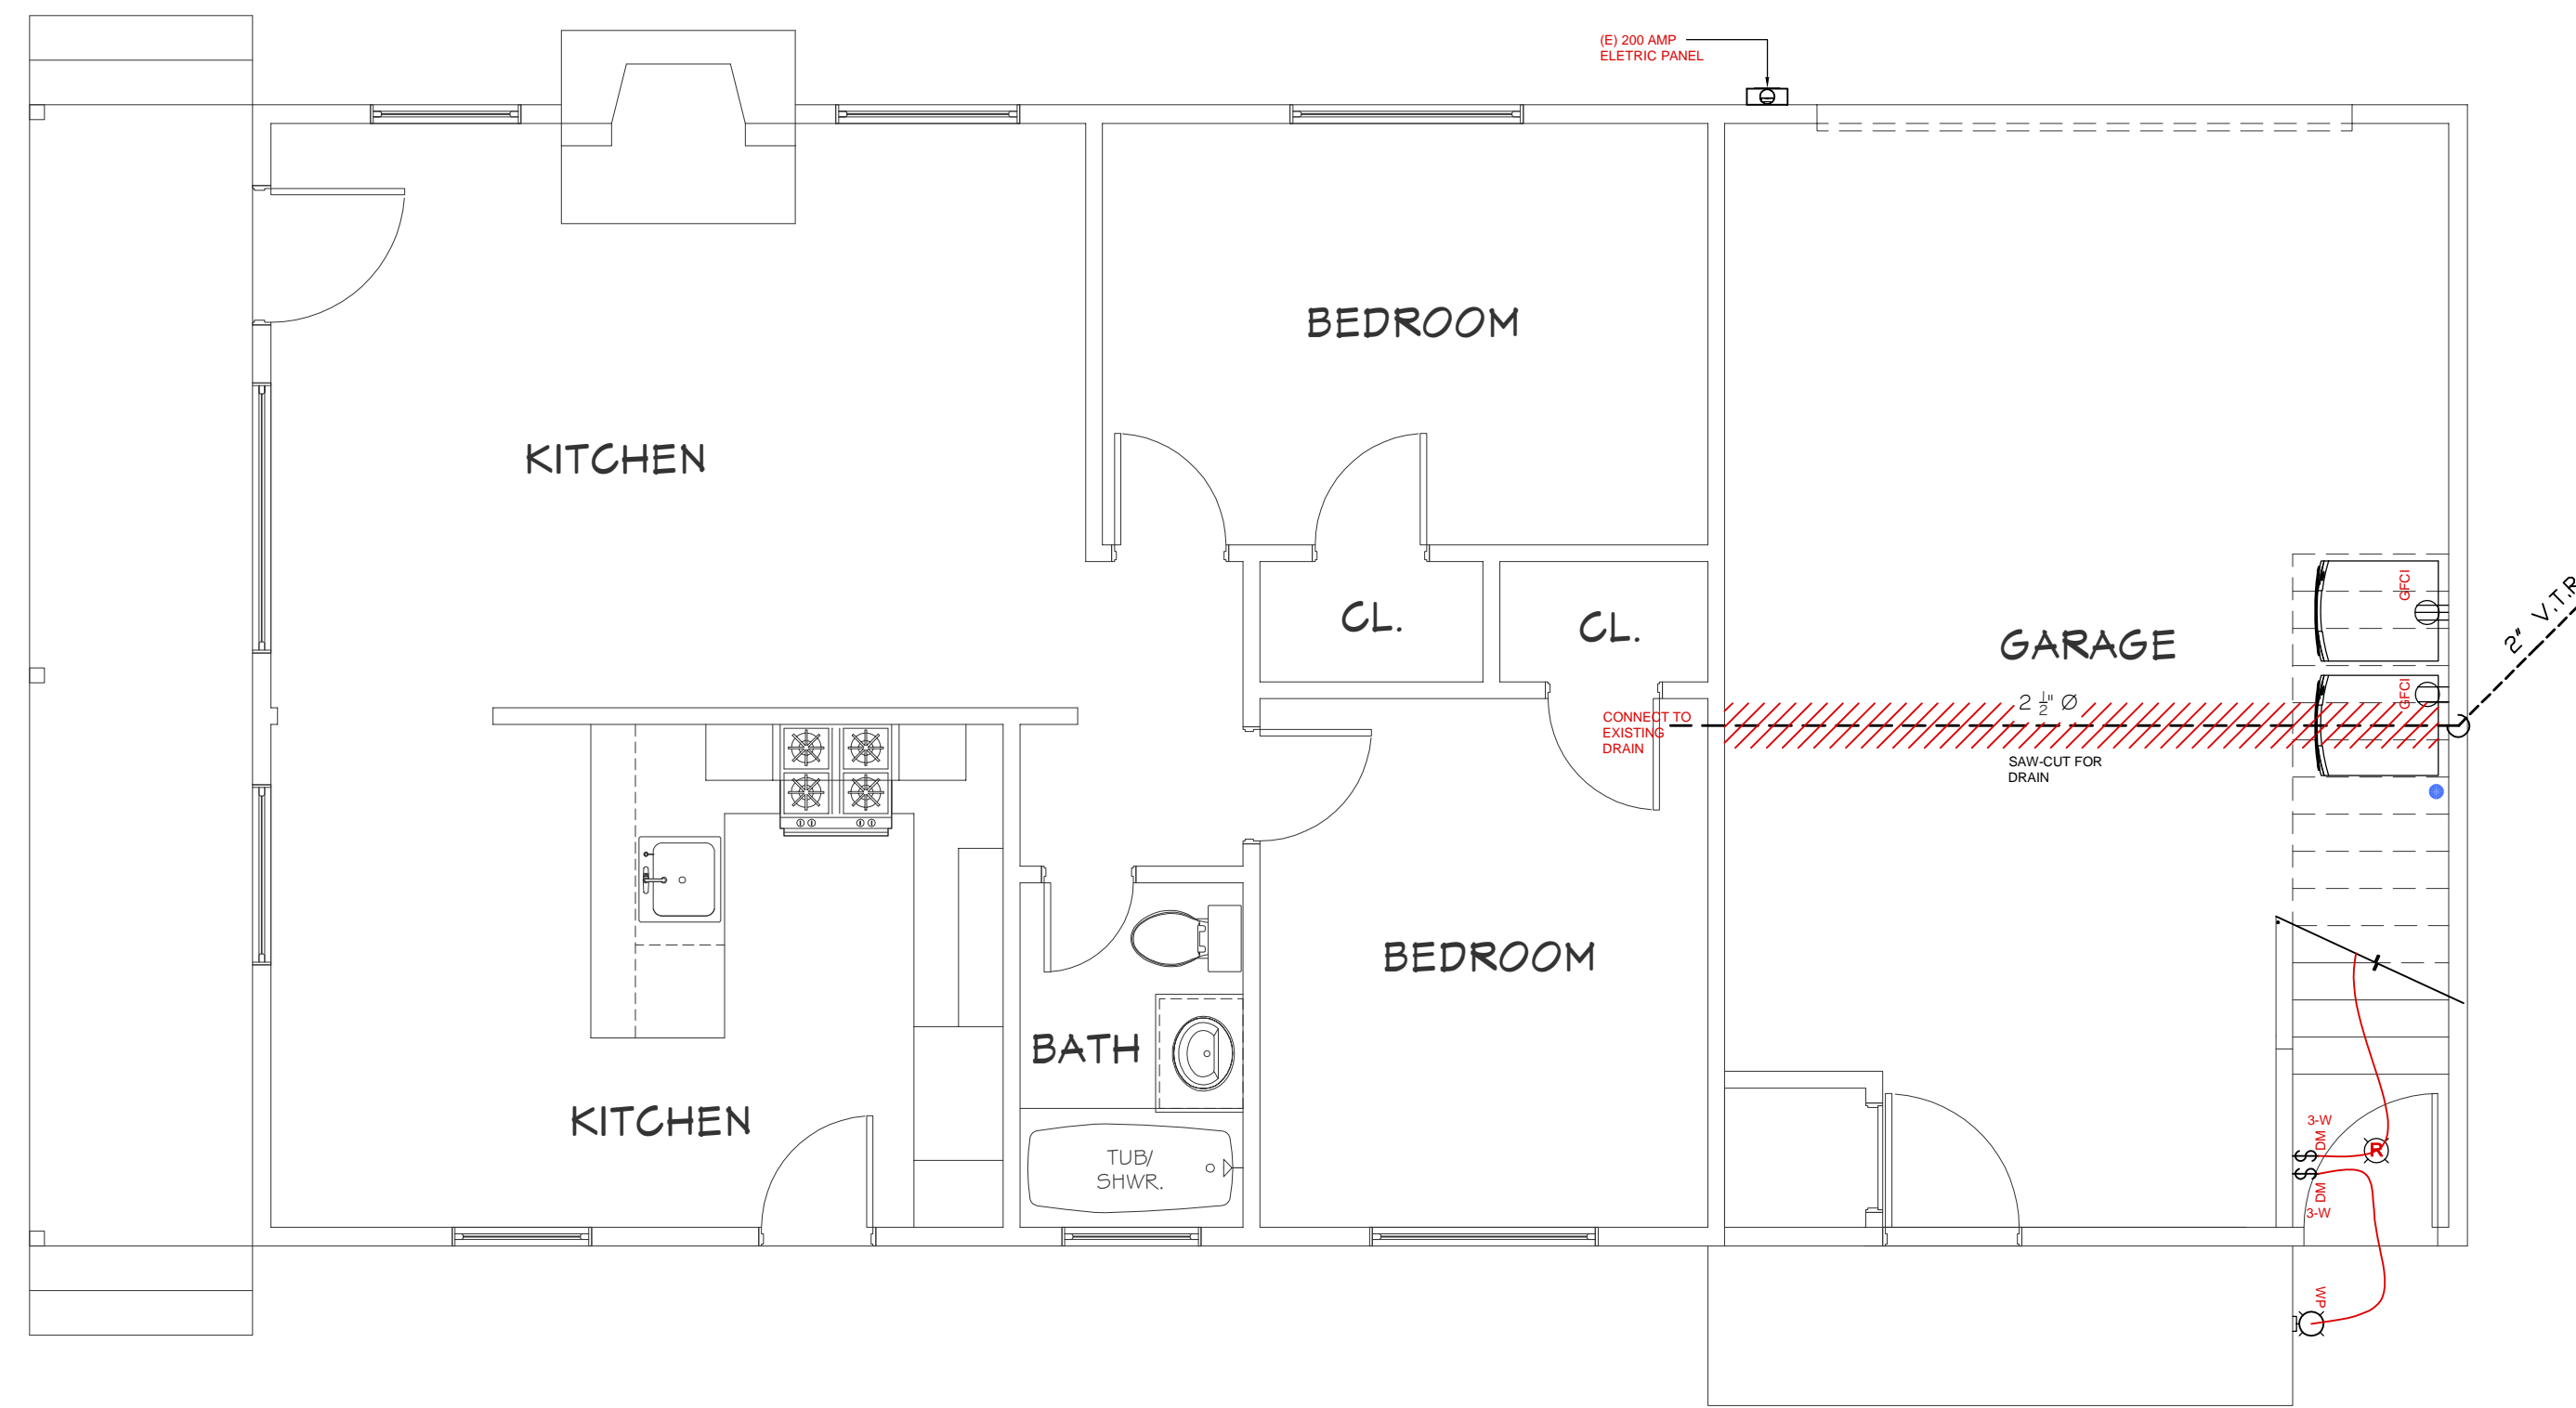 (E) 200 AMP
ELETRIC PANEL
BEDROOM
KITCHEN
CL.
CL.
GARAGE
GFCI
GFCI
2" V.T.R
2 1/2" Ø
CONNECT TO
EXISTING
DRAIN
SAW-CUT FOR
DRAIN
BEDROOM
BATH
KITCHEN
TUB/
SHWR.
3-W
DM
R
$
$
DM
3-W
WP